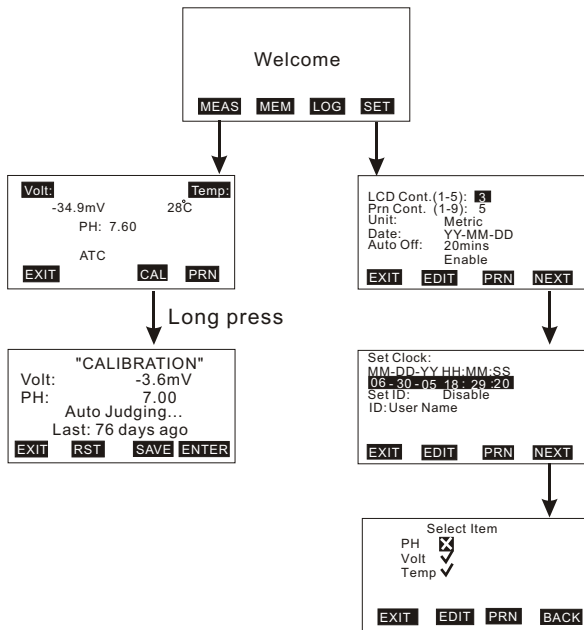 Welcome
MEAS MEM LOG SET
Volt: Temp:
-34.9mV 28°C
PH: 7.60
ATC
EXIT CAL PRN
Long press
"CALIBRATION"
Volt: -3.6mV
PH: 7.00
Auto Judging...
Last: 76 days ago
EXIT RST SAVE ENTER
LCD Cont.(1-5): 3
Prn Cont. (1-9): 5
Unit: Metric
Date: YY-MM-DD
Auto Off: 20mins
Enable
EXIT EDIT PRN NEXT
Set Clock:
MM-DD-YY HH:MM:SS
06-30-05 18:29:20
Set ID: Disable
ID:User Name
EXIT EDIT PRN NEXT
Select Item
PH
Volt
Temp
EXIT EDIT PRN BACK